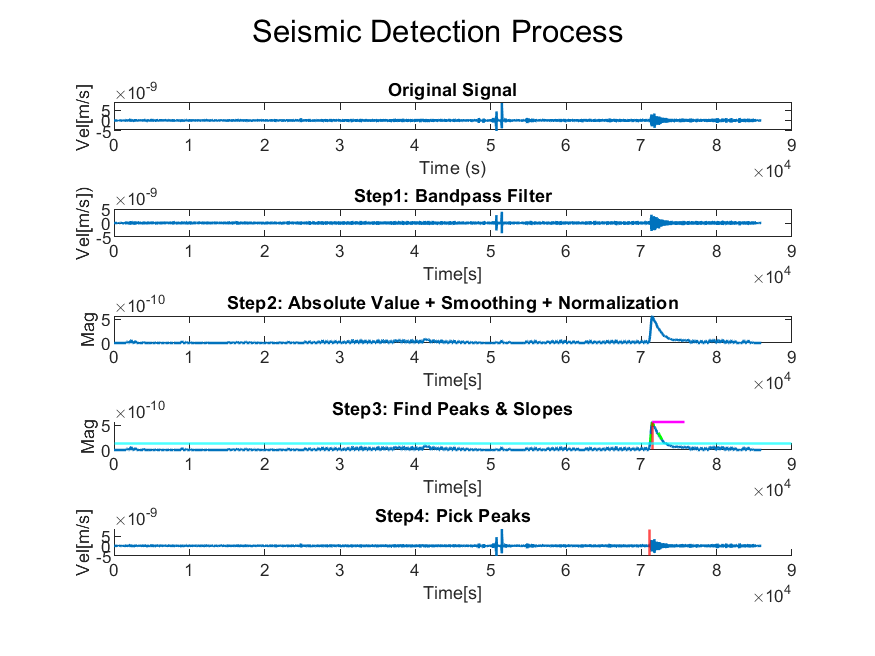 Seismic Detection Process
Original Signal
×10-9
Vel[m/s]
5
0
-5
0 1 2 3 4 5 6 7 8 9
Time (s)
×104
Step1: Bandpass Filter
×10-9
Vel[m/s])
5
0
-5
0 1 2 3 4 5 6 7 8 9
Time[s]
×104
Step2: Absolute Value + Smoothing + Normalization
×10-10
Mag
5
0
0 1 2 3 4 5 6 7 8 9
Time[s]
×104
Step3: Find Peaks & Slopes
×10-10
Mag
5
0
0 1 2 3 4 5 6 7 8 9
Time[s]
×104
Step4: Pick Peaks
×10-9
Vel[m/s]
5
0
-5
0 1 2 3 4 5 6 7 8 9
Time[s]
×104